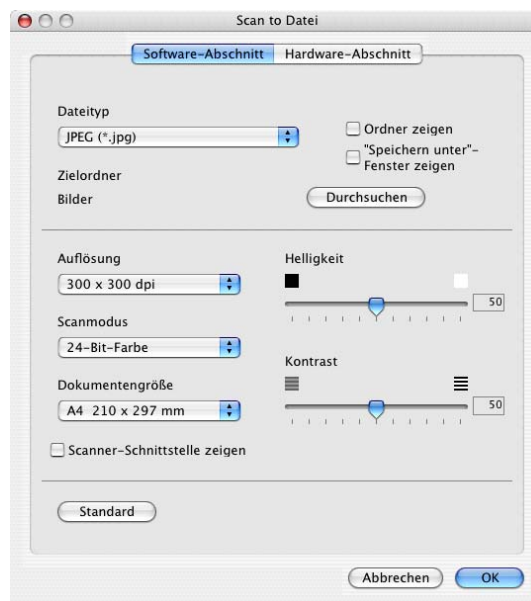 Scan to Datei
Software-Abschnitt Hardware-Abschnitt
Dateityp
JPEG (*.jpg)
Ordner zeigen
"Speichern unter"-
Fenster zeigen
Zielordner
Bilder
Durchsuchen
Auflösung
300 x 300 dpi
Scanmodus
24-Bit-Farbe
Dokumentengröße
A4 210 x 297 mm
Scanner-Schnittstelle zeigen
Helligkeit
50
Kontrast
50
Standard
Abbrechen OK